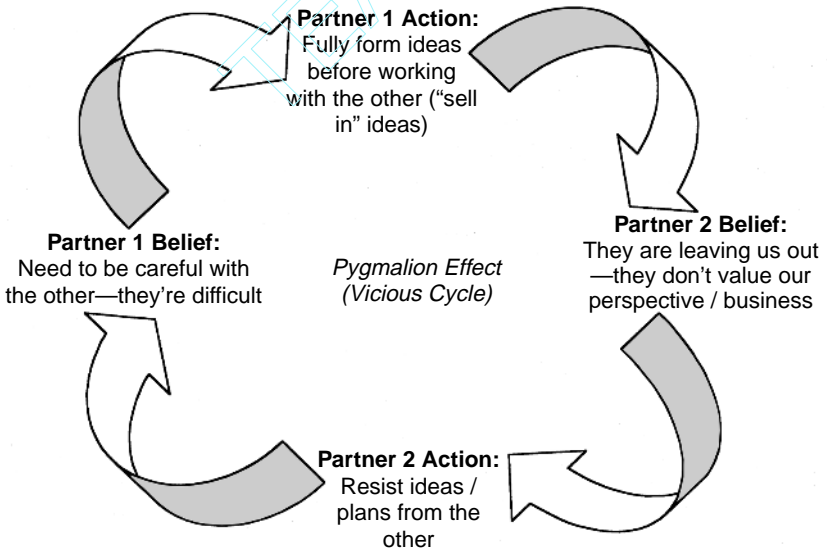 Partner 1 Action:
Fully form ideas
before working
with the other (“sell
in” ideas)
Partner 2 Belief:
They are leaving us out
—they don’t value our
perspective / business
Partner 1 Belief:
Need to be careful with
the other—they’re difficult
Pygmalion Effect
(Vicious Cycle)
Partner 2 Action:
Resist ideas /
plans from the
other